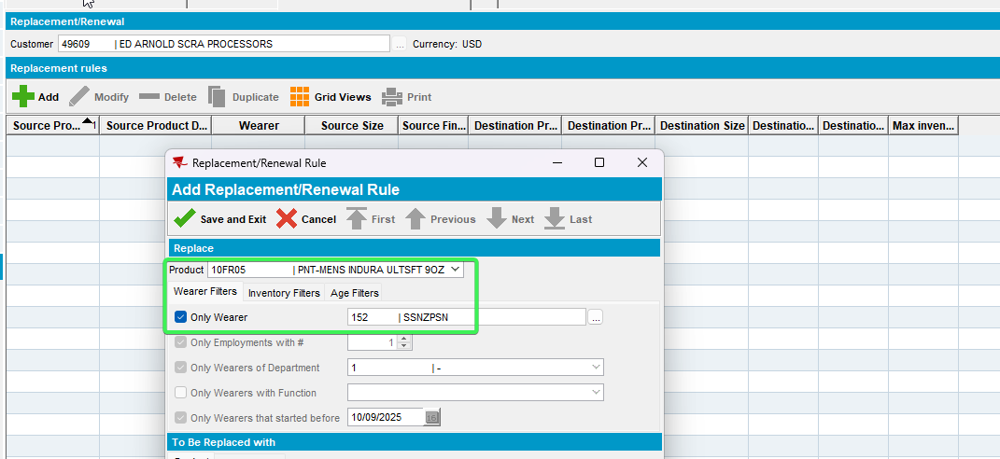 Replacement/Renewal
Customer 49609 | ED ARNOLD SCRA PROCESSORS ... Currency: USD
Replacement rules
Add Modify Delete Duplicate Grid Views Print
Source Pro... 1 Source Product D... Wearer Source Size Source Fin... Destination Pr... Destination Pr... Destination Size Destinatio... Destinatio... Max inven...
Replacement/Renewal Rule
Add Replacement/Renewal Rule
Save and Exit Cancel First Previous Next Last
Replace
Product 10FR05 | PNT-MENS INDURA ULTSFT 9OZ
Wearer Filters Inventory Filters Age Filters
Only Wearer 152 | SSNZPSN ...
Only Employments with # 1
Only Wearers of Department 1 | -
Only Wearers with Function
Only Wearers that started before 10/09/2025
To Be Replaced with